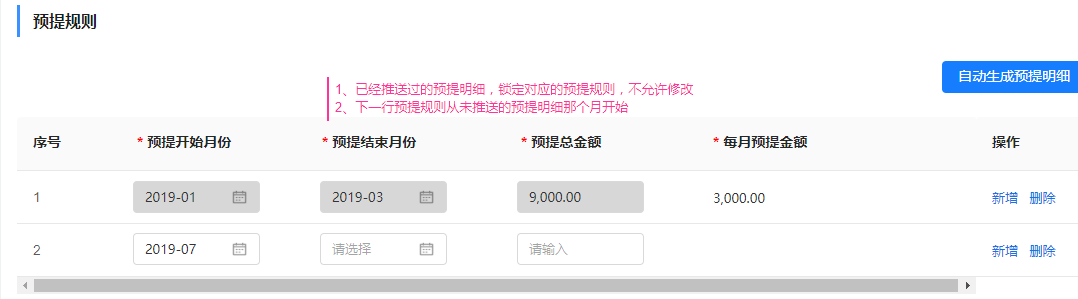 预提规则
自动生成预提明细
1、已经推送过的预提明细，锁定对应的预提规则，不允许修改
2、下一行预提规则从未推送的预提明细那个月开始
序号 * 预提开始月份 * 预提结束月份 * 预提总金额 * 每月预提金额 操作
1 2019-01 2019-03 9,000.00 3,000.00 新增 删除
2 2019-07 请选择 请输入 新增 删除